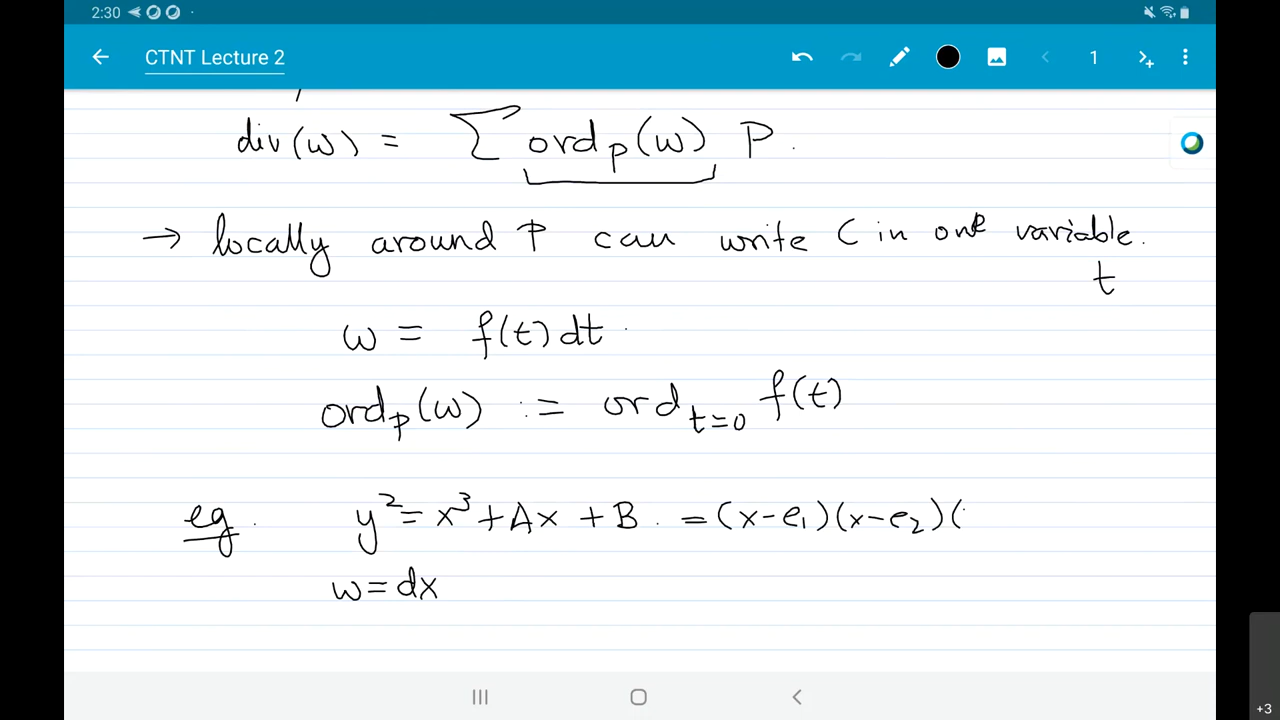 2:30
CTNT Lecture 2
1
div(w) = ∑ ord_P(w) P.
→ locally around P can write C in one variable.
t
w = f(t) dt.
ord_P(w) := ord_{t=0} f(t)
eg. y² = x³ + Ax + B. = (x-e₁)(x-e₂)(
w = dx
+3